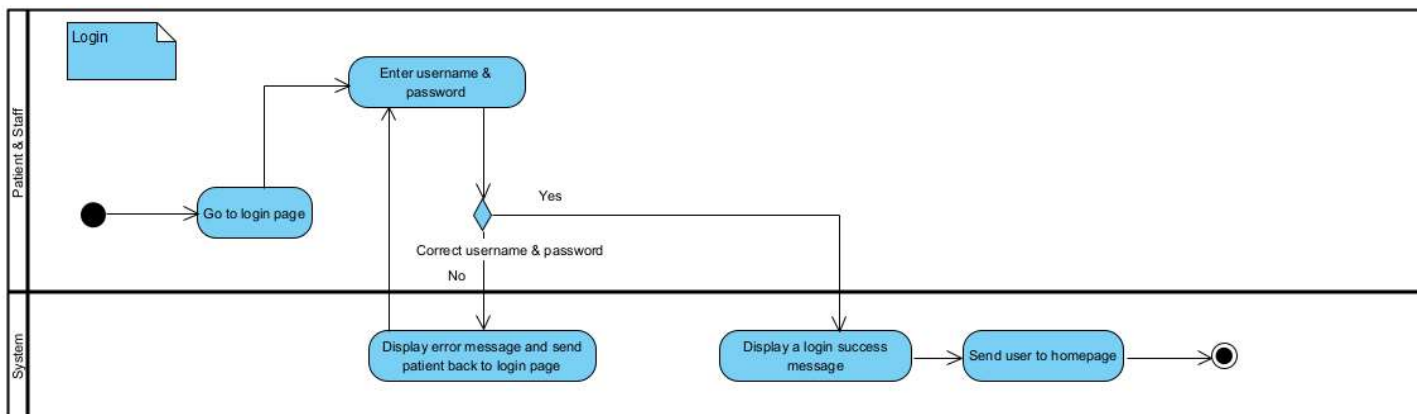 Login
Patient & Staff
Enter username &
password
Go to login page
Yes
Correct username & password
No
System
Display error message and send
patient back to login page
Display a login success
message
Send user to homepage